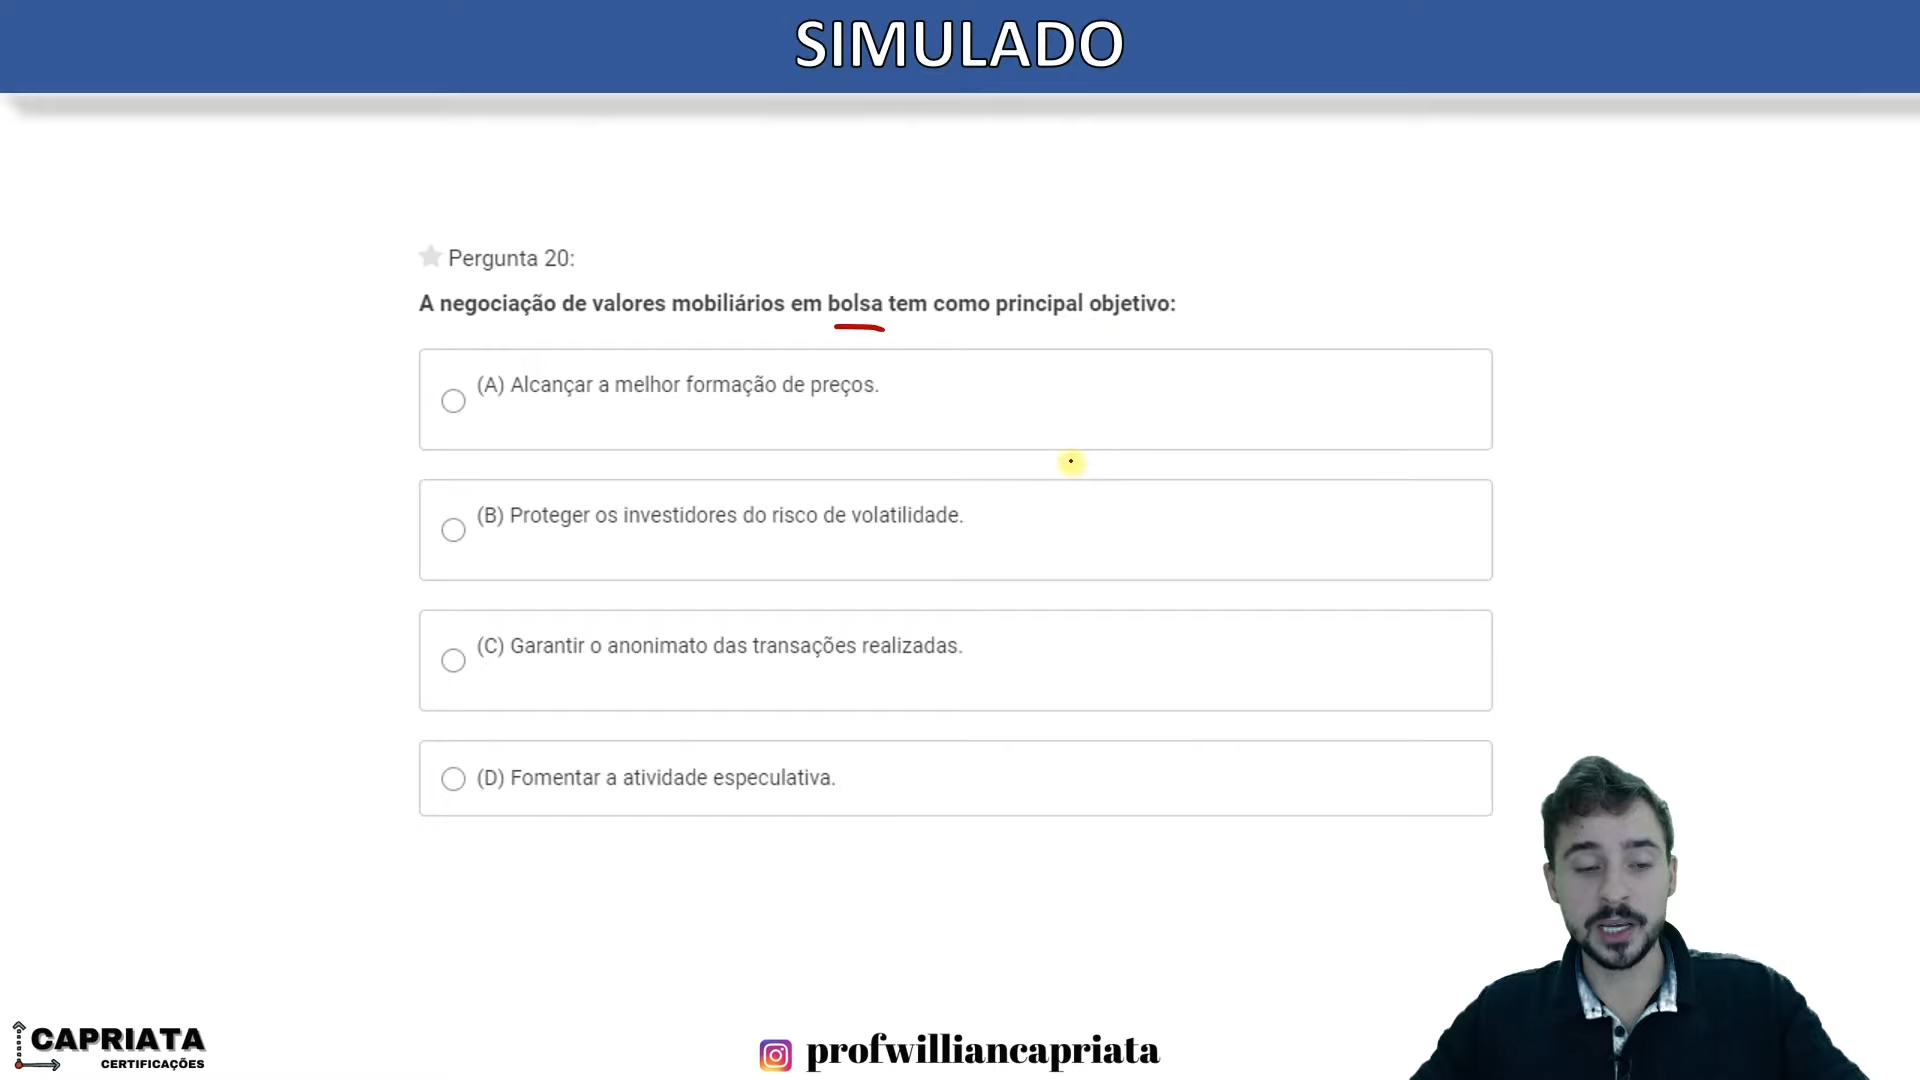 SIMULADO
Pergunta 20:
A negociação de valores mobiliários em bolsa tem como principal objetivo:
(A) Alcançar a melhor formação de preços.
(B) Proteger os investidores do risco de volatilidade.
(C) Garantir o anonimato das transações realizadas.
(D) Fomentar a atividade especulativa.
CAPRIATA
CERTIFICAÇÕES
profwilliancapriata